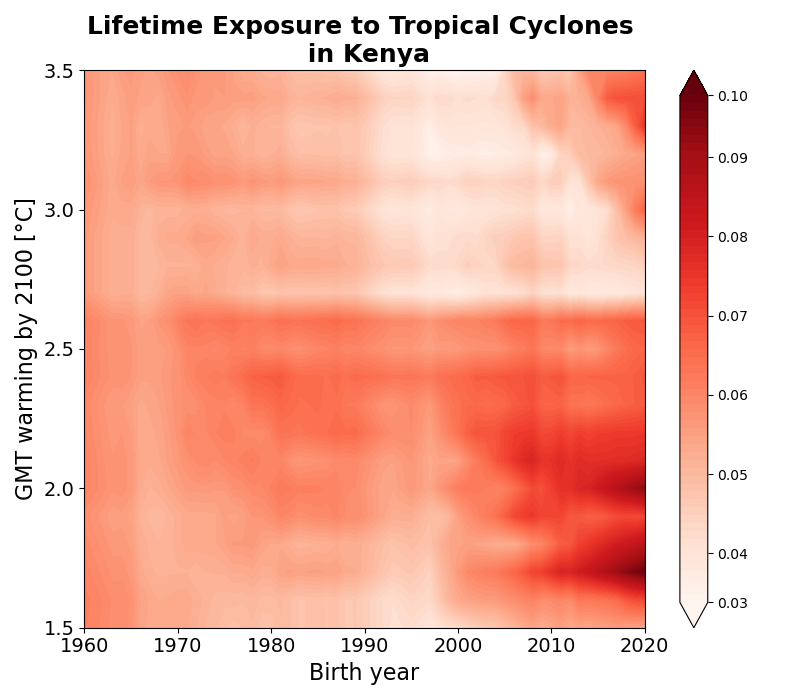 Lifetime Exposure to Tropical Cyclones
in Kenya
GMT warming by 2100 [°C]
3.5
3.0
2.5
2.0
1.5
1960 1970 1980 1990 2000 2010 2020
Birth year
0.10
0.09
0.08
0.07
0.06
0.05
0.04
0.03